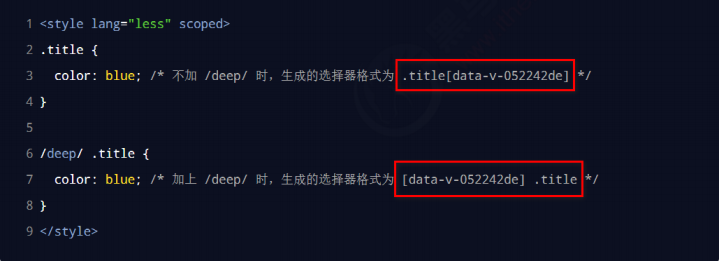 1 <style lang="less" scoped>
2 .title {
3   color: blue; /* 不加 /deep/ 时，生成的选择器格式为 .title[data-v-052242de] */
4 }
5
6 /deep/ .title {
7   color: blue; /* 加上 /deep/ 时，生成的选择器格式为 [data-v-052242de] .title */
8 }
9 </style>